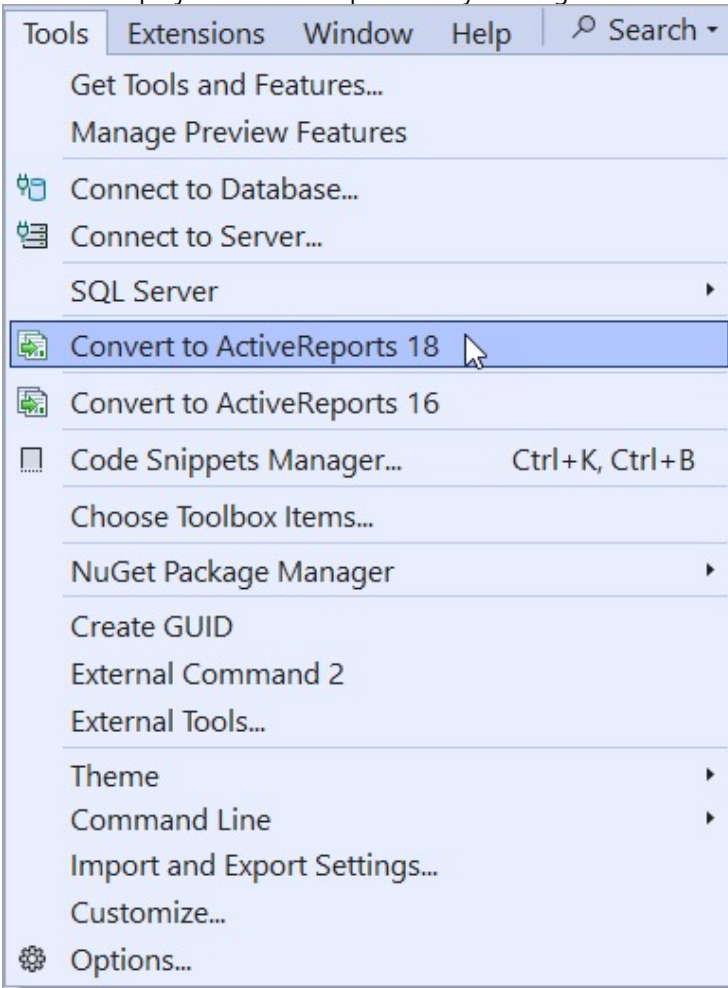 Tools Extensions Window Help Search
Get Tools and Features...
Manage Preview Features
Connect to Database...
Connect to Server...
SQL Server
Convert to ActiveReports 18
Convert to ActiveReports 16
Code Snippets Manager... Ctrl+K, Ctrl+B
Choose Toolbox Items...
NuGet Package Manager
Create GUID
External Command 2
External Tools...
Theme
Command Line
Import and Export Settings...
Customize...
Options...